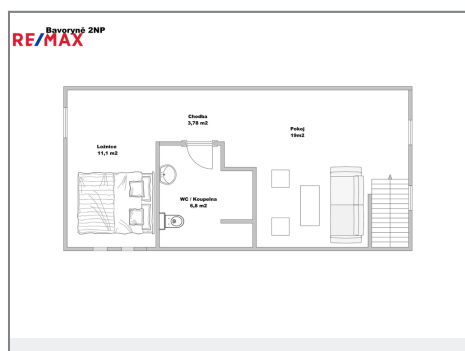 Bavoryně 2NP
RE/MAX
Chodba
3,78 m2
Pokoj
19m2
Ložnice
11,1 m2
WC / Koupelna
6,8 m2